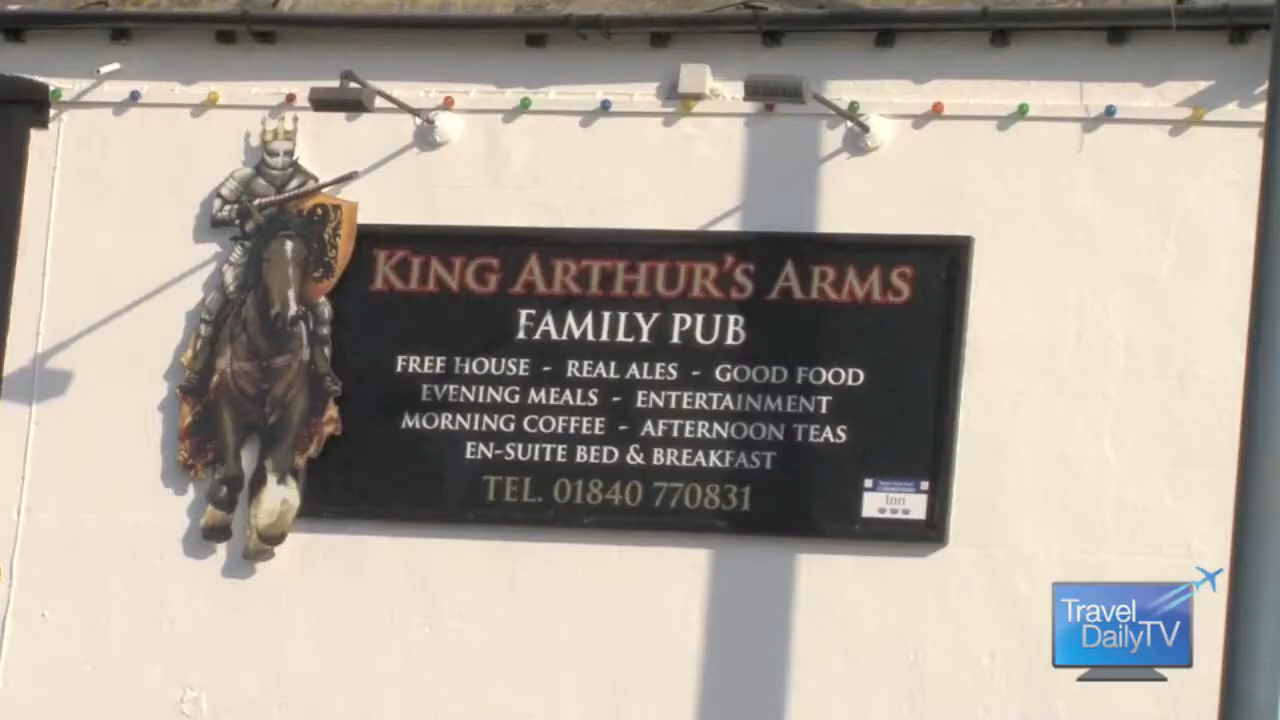 KING ARTHUR'S ARMS
FAMILY PUB
FREE HOUSE - REAL ALES - GOOD FOOD
EVENING MEALS - ENTERTAINMENT
MORNING COFFEE - AFTERNOON TEAS
EN-SUITE BED & BREAKFAST
TEL. 01840 770831
Inn
Travel
DailyTV